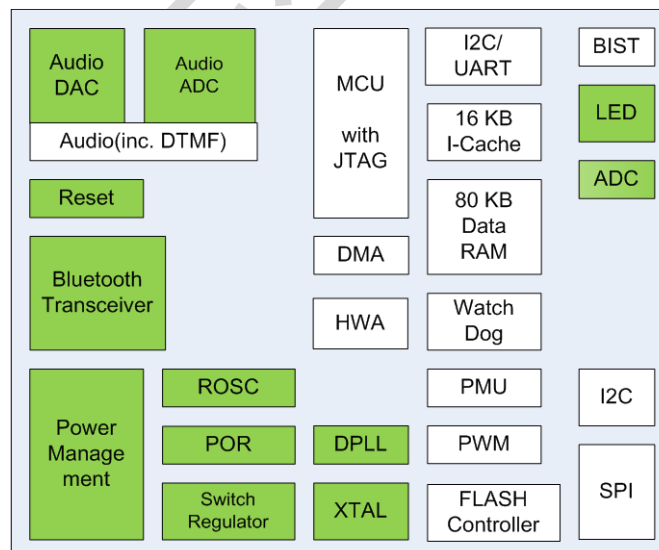 Audio
DAC
Audio
ADC
Audio(inc. DTMF)
Reset
Bluetooth
Transceiver
Power
Manage
ment
ROSC
POR
Switch
Regulator
MCU
with
JTAG
DMA
HWA
DPLL
XTAL
I2C/
UART
16 KB
I-Cache
80 KB
Data
RAM
Watch
Dog
PMU
PWM
FLASH
Controller
BIST
LED
ADC
I2C
SPI